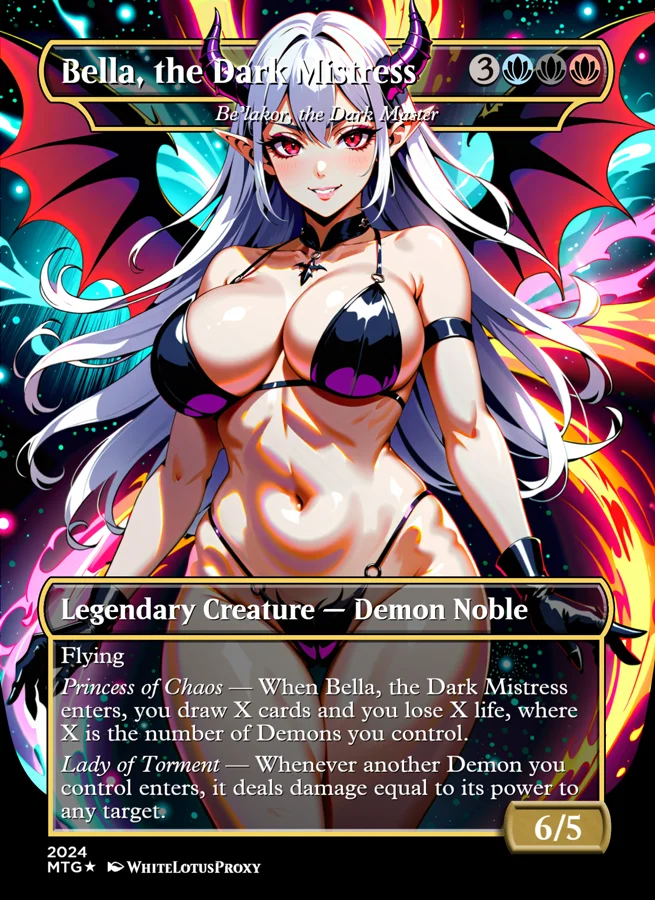 Bella, the Dark Mistress 3
Be'lakor, the Dark Master
Legendary Creature — Demon Noble
Flying
Princess of Chaos — When Bella, the Dark Mistress
enters, you draw X cards and you lose X life, where
X is the number of Demons you control.
Lady of Torment — Whenever another Demon you
control enters, it deals damage equal to its power to
any target.
6/5
2024
MTG★ WhiteLotusProxy